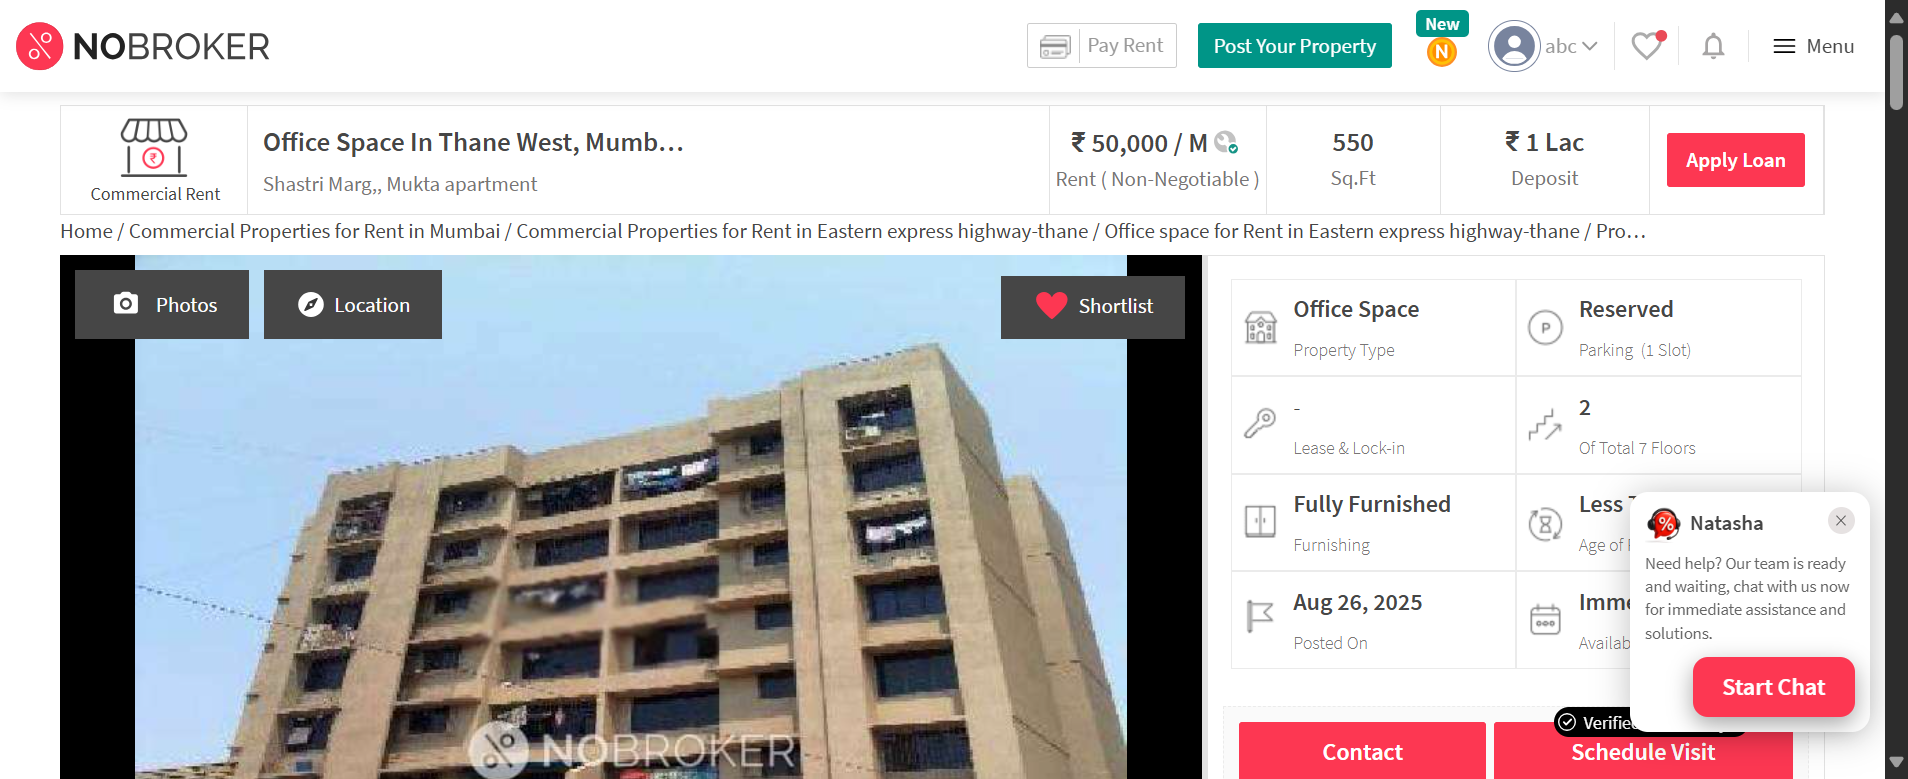 NOBROKER
Pay Rent
Post Your Property
New
N
abc
Menu
Commercial Rent
Office Space In Thane West, Mumb...
Shastri Marg,, Mukta apartment
₹ 50,000 / M
Rent ( Non-Negotiable )
550
Sq.Ft
₹ 1 Lac
Deposit
Apply Loan
Home / Commercial Properties for Rent in Mumbai / Commercial Properties for Rent in Eastern express highway-thane / Office space for Rent in Eastern express highway-thane / Pro...
Photos
Location
Shortlist
Office Space
Property Type
P
Reserved
Parking (1 Slot)
-
Lease & Lock-in
2
Of Total 7 Floors
Fully Furnished
Furnishing
Less
Age of
Aug 26, 2025
Posted On
Imme
Availab
Natasha
Need help? Our team is ready
and waiting, chat with us now
for immediate assistance and
solutions.
Start Chat
Verifie
Contact
Schedule Visit
NOBROKER